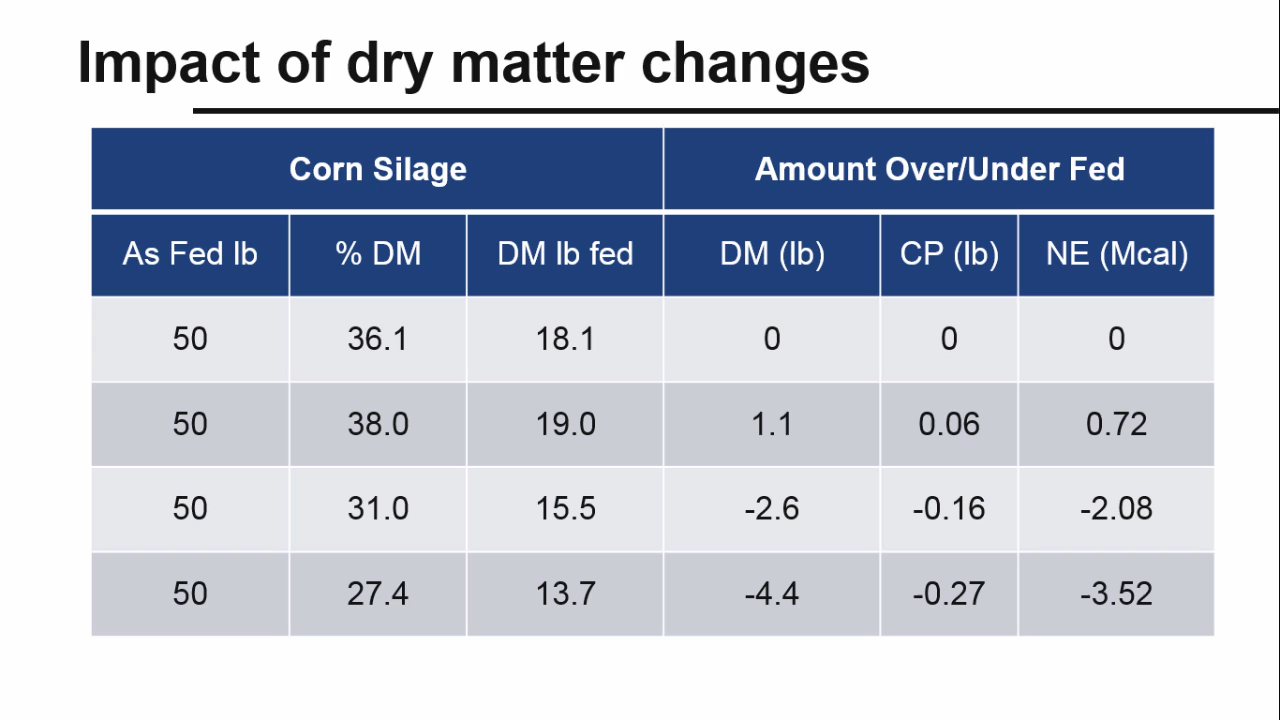 Impact of dry matter changes
Corn Silage Amount Over/Under Fed
As Fed lb % DM DM lb fed DM (lb) CP (lb) NE (Mcal)
50 36.1 18.1 0 0 0
50 38.0 19.0 1.1 0.06 0.72
50 31.0 15.5 -2.6 -0.16 -2.08
50 27.4 13.7 -4.4 -0.27 -3.52